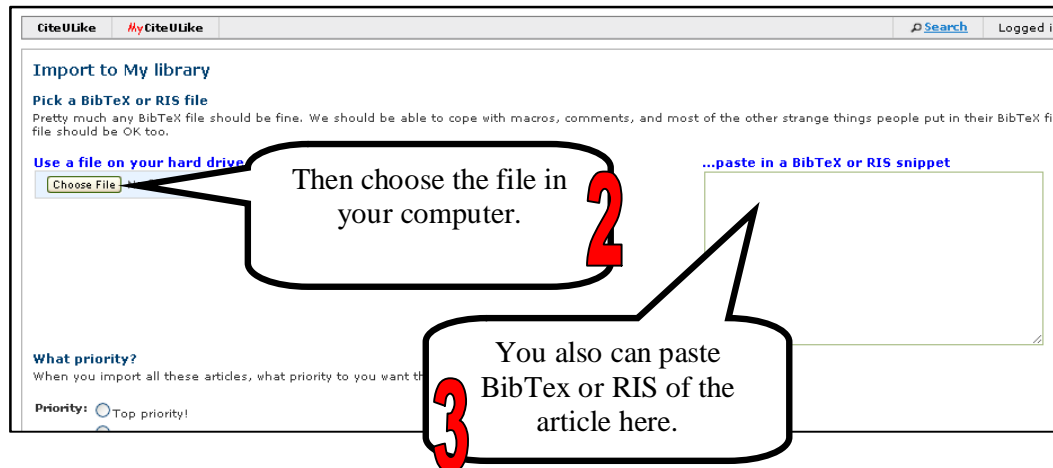 CiteULike MyCiteULike Search Logged i
Import to My library
Pick a BibTeX or RIS file
Pretty much any BibTeX file should be fine. We should be able to cope with macros, comments, and most of the other strange things people put in their BibTeX fi
file should be OK too.
Use a file on your hard drive
...paste in a BibTeX or RIS snippet
Choose File
Then choose the file in
your computer.
2
You also can paste
BibTex or RIS of the
article here.
3
What priority?
When you import all these articles, what priority to you want th
Priority: Top priority!